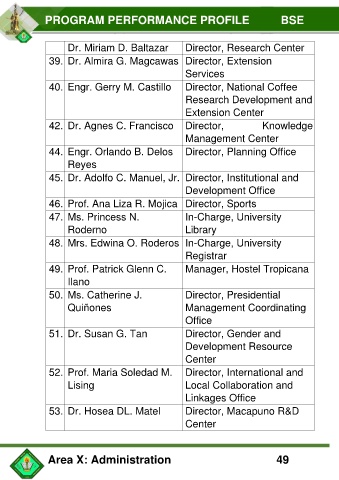 PROGRAM PERFORMANCE PROFILE BSE
Dr. Miriam D. Baltazar Director, Research Center
39. Dr. Almira G. Magcawas Director, Extension
Services
40. Engr. Gerry M. Castillo Director, National Coffee
Research Development and
Extension Center
42. Dr. Agnes C. Francisco Director, Knowledge
Management Center
44. Engr. Orlando B. Delos Director, Planning Office
Reyes
45. Dr. Adolfo C. Manuel, Jr. Director, Institutional and
Development Office
46. Prof. Ana Liza R. Mojica Director, Sports
47. Ms. Princess N. In-Charge, University
Roderno Library
48. Mrs. Edwina O. Roderos In-Charge, University
Registrar
49. Prof. Patrick Glenn C. Manager, Hostel Tropicana
Ilano
50. Ms. Catherine J. Director, Presidential
Quiñones Management Coordinating
Office
51. Dr. Susan G. Tan Director, Gender and
Development Resource
Center
52. Prof. Maria Soledad M. Director, International and
Lising Local Collaboration and
Linkages Office
53. Dr. Hosea DL. Matel Director, Macapuno R&D
Center
Area X: Administration 49